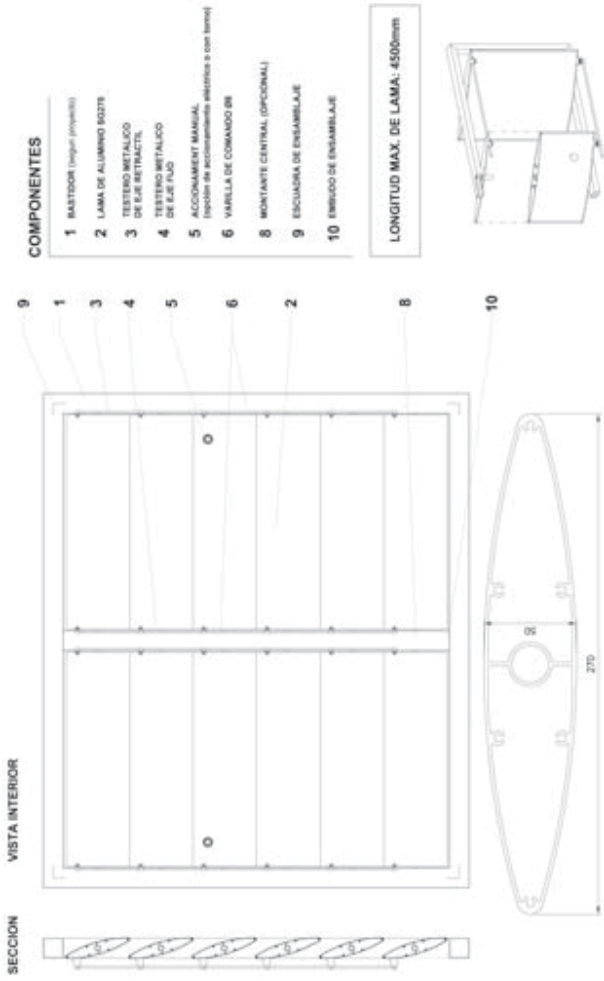 SECCION
VISTA INTERIOR
9
1
3
4
5
6
2
8
10
COMPONENTES
1 BASTIDOR (segun proyecto)
2 LAMA DE ALUMINIO SG270
3 TESTERO METALICO
DE EJE RETRACTIL
4 TESTERO METALICO
DE EJE FIJO
5 ACCIONAMENT MANUAL
(opción de accionamiento eléctrico o con torno)
6 VARILLA DE COMANDO Ø8
8 MONTANTE CENTRAL (OPCIONAL)
9 ESCUADRA DE ENSAMBLAJE
10 EMBUDO DE ENSAMBLAJE
LONGITUD MAX. DE LAMA: 4500mm
270